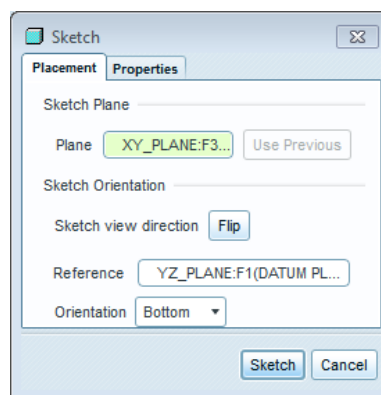 Sketch
Placement Properties
Sketch Plane
Plane XY_PLANE:F3... Use Previous
Sketch Orientation
Sketch view direction Flip
Reference YZ_PLANE:F1(DATUM PL...
Orientation Bottom
Sketch Cancel